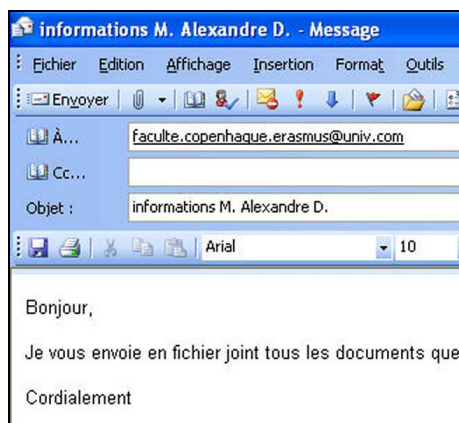 informations M. Alexandre D. - Message
Fichier Edition Affichage Insertion Format Outils
Envoyer
À...
faculte.copenhague.erasmus@univ.com
Cc...
Objet :
informations M. Alexandre D.
Arial 10
Bonjour,
Je vous envoie en fichier joint tous les documents que
Cordialement